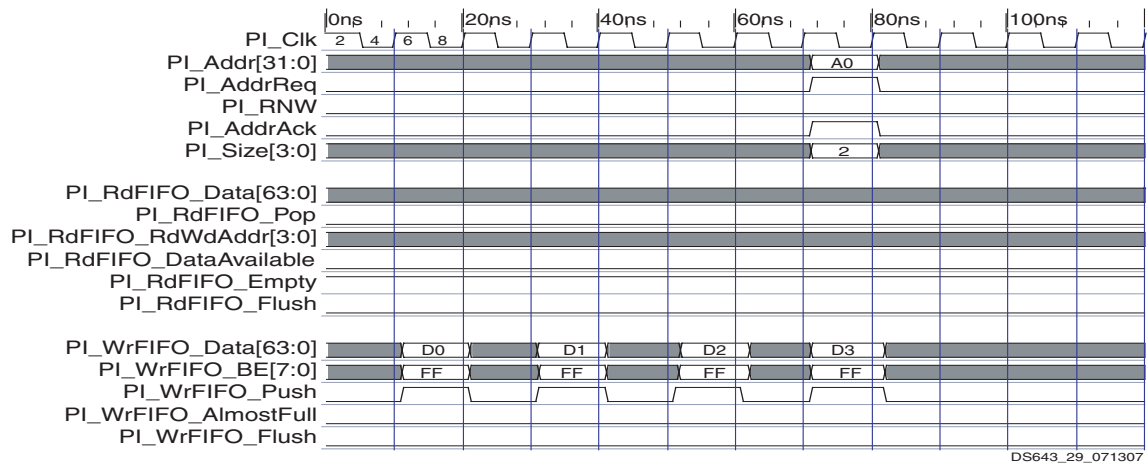 0ns 20ns 40ns 60ns 80ns 100ns
PI_Clk 2 4 6 8
PI_Addr[31:0] A0
PI_AddrReq
PI_RNW
PI_AddrAck
PI_Size[3:0] 2
PI_RdFIFO_Data[63:0]
PI_RdFIFO_Pop
PI_RdFIFO_RdWdAddr[3:0]
PI_RdFIFO_DataAvailable
PI_RdFIFO_Empty
PI_RdFIFO_Flush
PI_WrFIFO_Data[63:0] D0 D1 D2 D3
PI_WrFIFO_BE[7:0] FF FF FF FF
PI_WrFIFO_Push
PI_WrFIFO_AlmostFull
PI_WrFIFO_Flush
DS643_29_071307